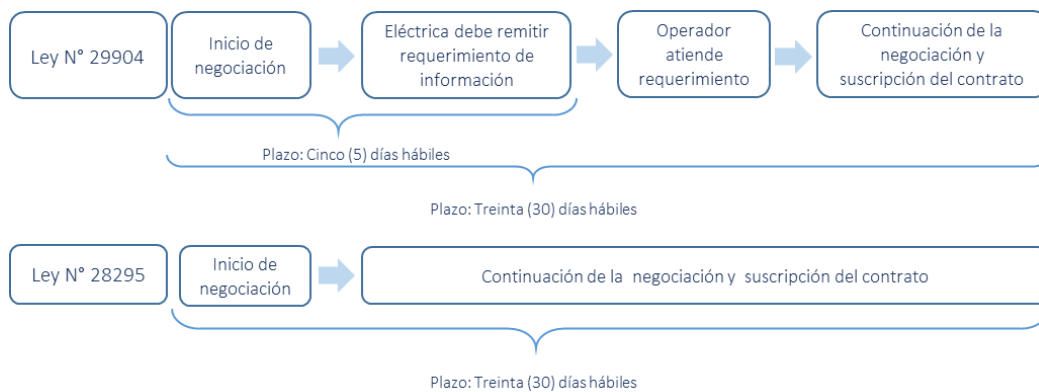 Ley N° 29904
Inicio de
negociación
Eléctrica debe remitir
requerimiento de
información
Operador
atiende
requerimiento
Continuación de la
negociación y
suscripción del contrato
Plazo: Cinco (5) días hábiles
Plazo: Treinta (30) días hábiles
Ley N° 28295
Inicio de
negociación
Continuación de la negociación y suscripción del contrato
Plazo: Treinta (30) días hábiles